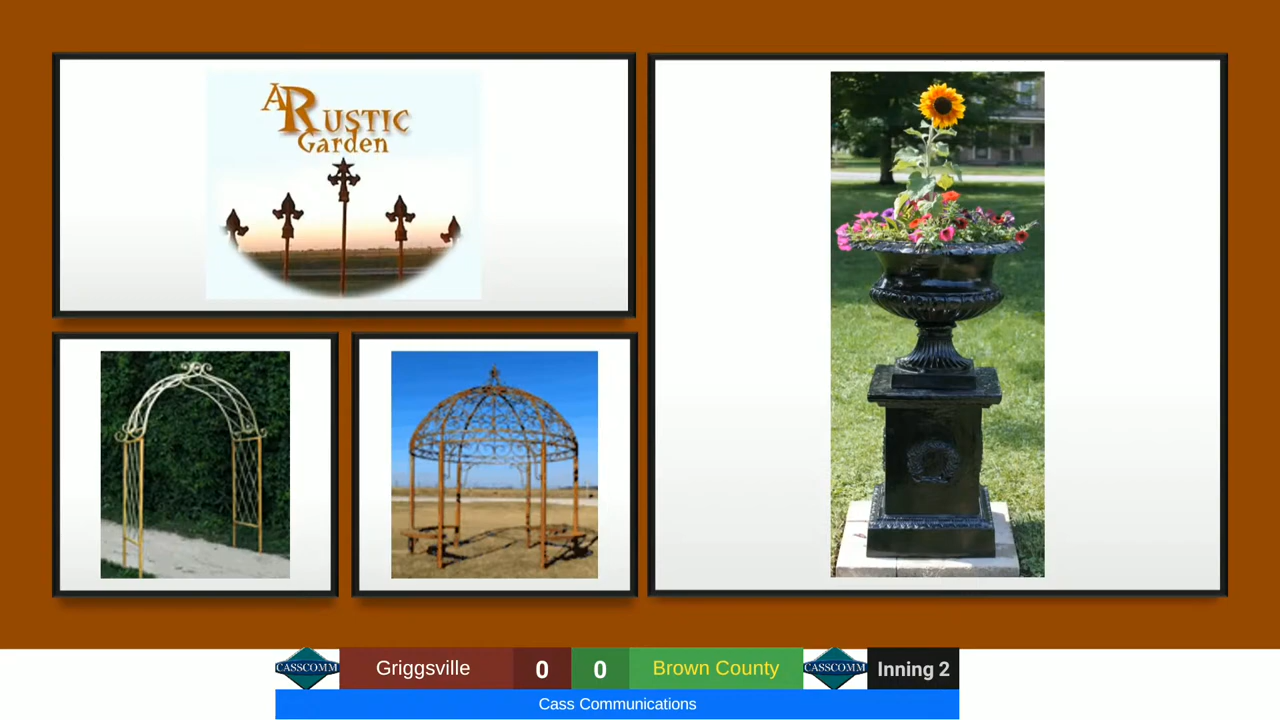 A RUSTIC
Garden
CASSCOMM Griggsville 0 0 Brown County CASSCOMM Inning 2
Cass Communications